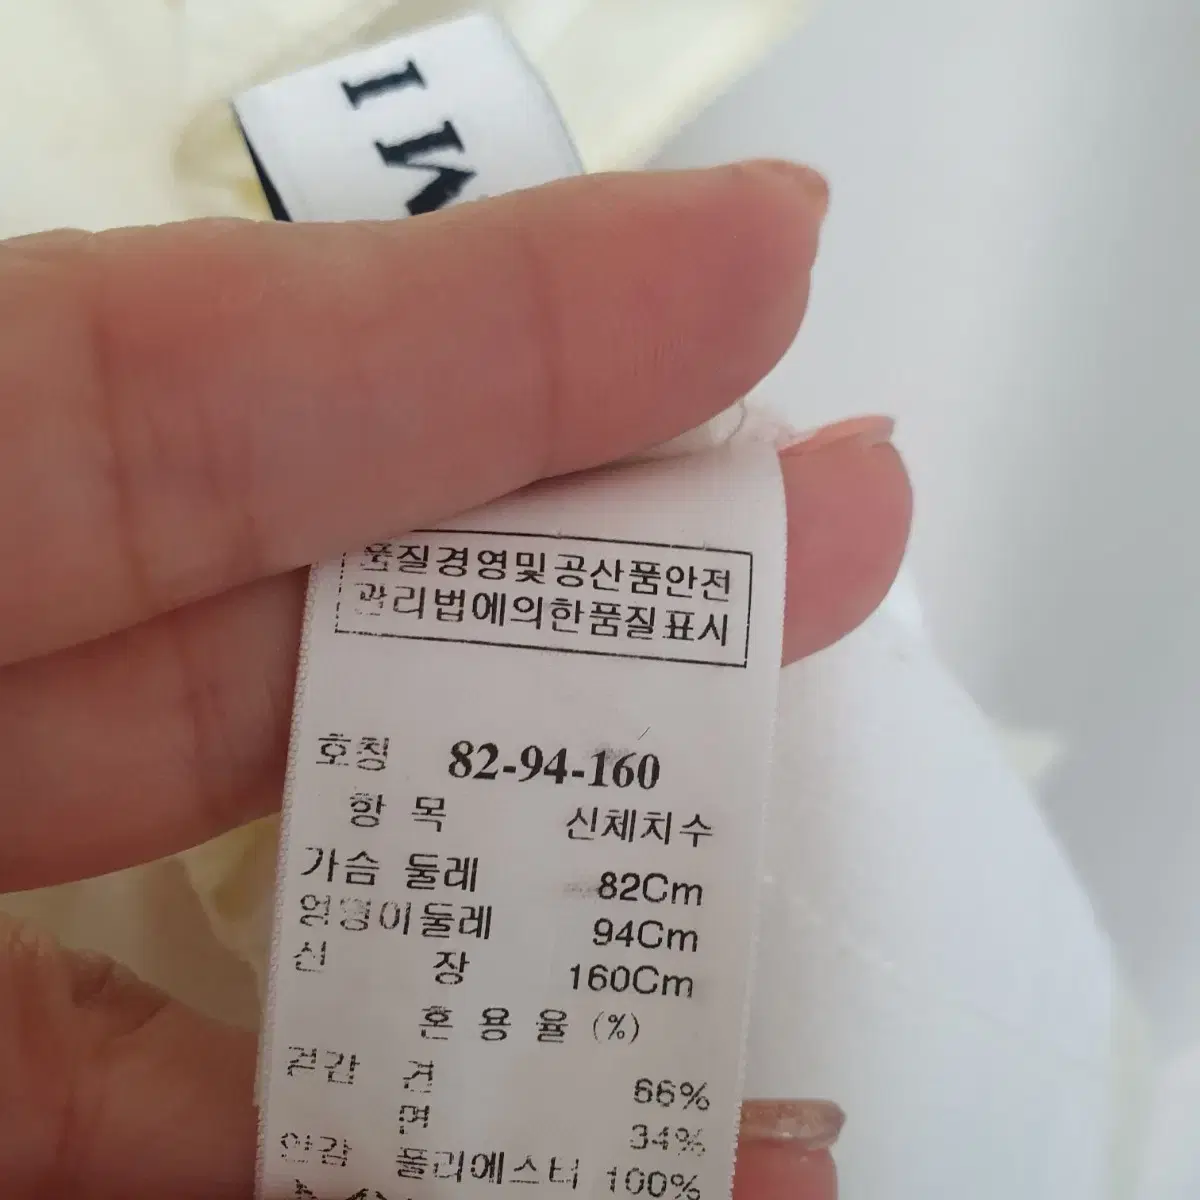 품질경영및공산품안전
관리법에의한품질표시
호칭 82-94-160
항 목 신체치수
가슴 둘레 82Cm
엉덩이둘레 94Cm
신 장 160Cm
혼 용 율 (%)
겉감 견 66%
면 34%
안감 폴리에스터 100%